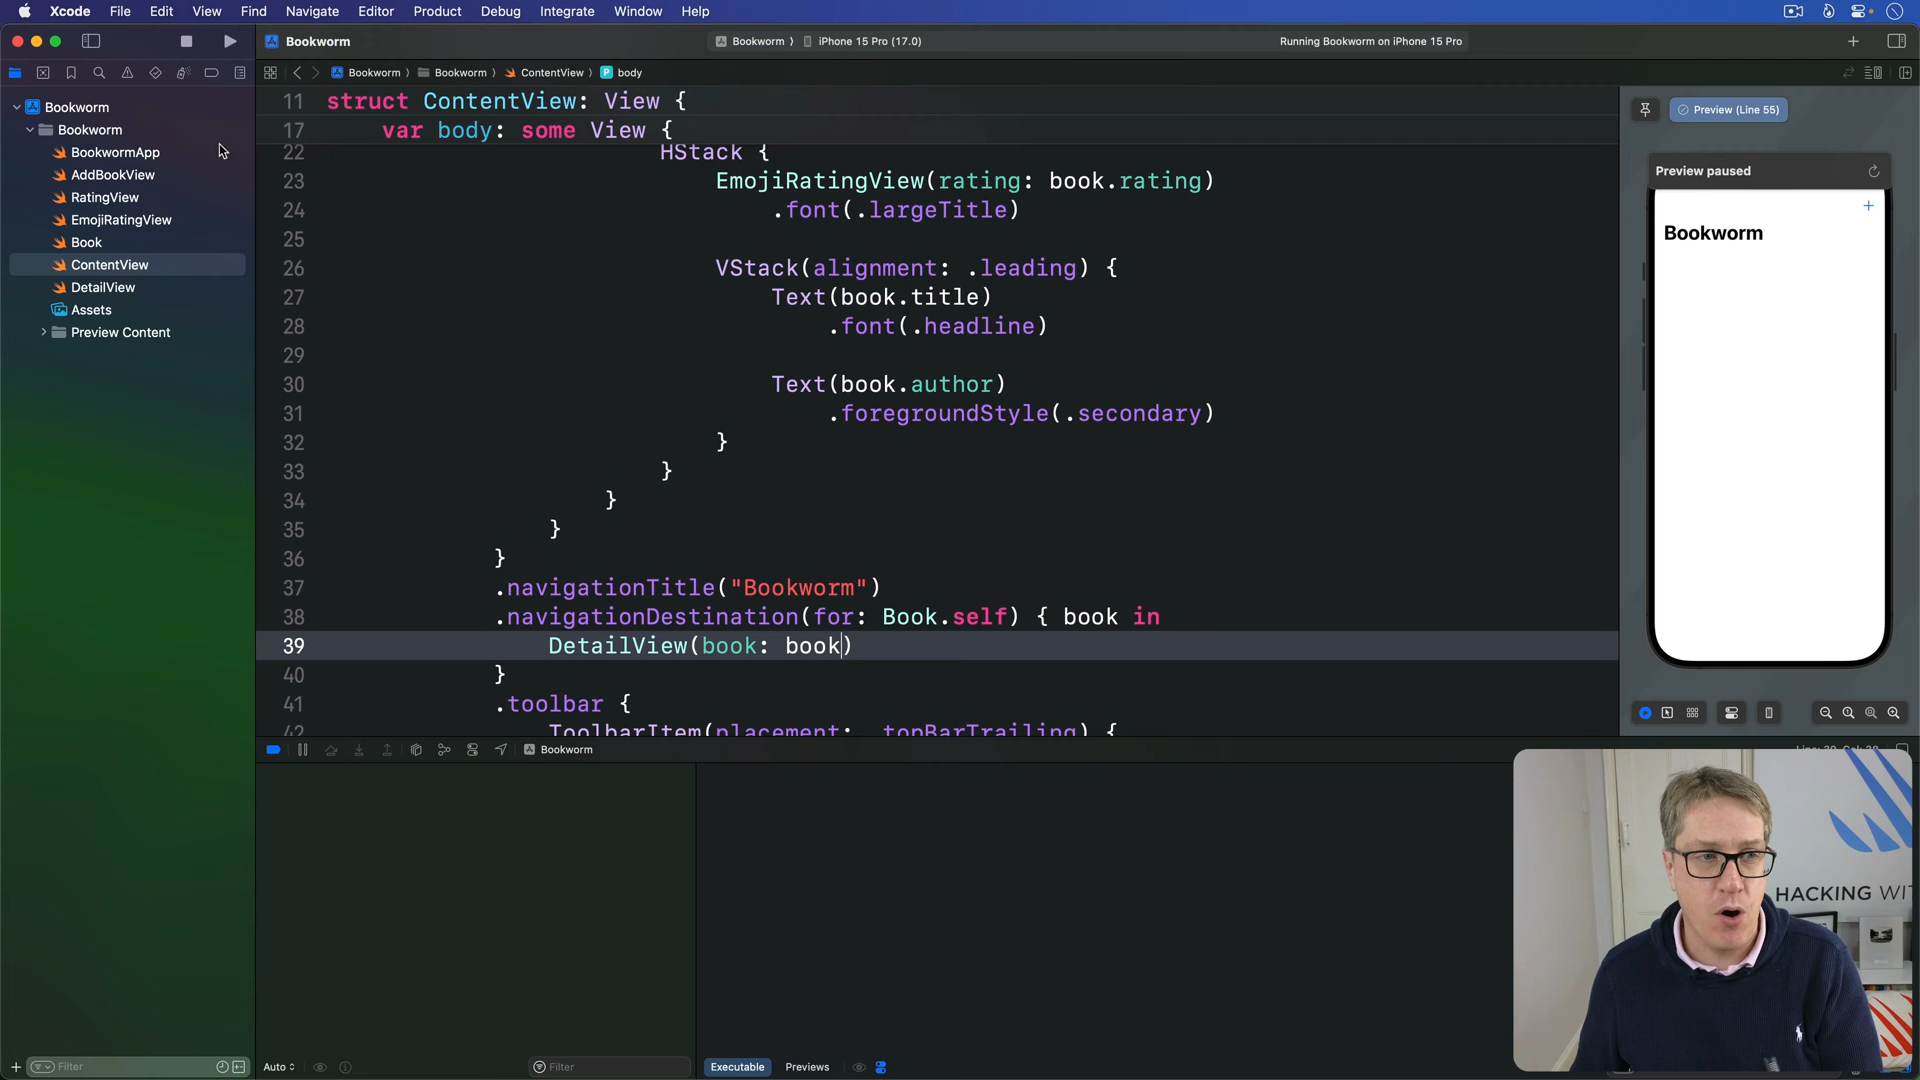 Xcode File Edit View Find Navigate Editor Product Debug Integrate Window Help
Bookworm
Bookworm iPhone 15 Pro (17.0)
Running Bookworm on iPhone 15 Pro
Bookworm Bookworm ContentView P body
Bookworm
Bookworm
BookwormApp
AddBookView
RatingView
EmojiRatingView
Book
ContentView
DetailView
Assets
Preview Content
11 struct ContentView: View {
17 var body: some View {
22 HStack {
23 EmojiRatingView(rating: book.rating)
24 .font(.largeTitle)
25
26 VStack(alignment: .leading) {
27 Text(book.title)
28 .font(.headline)
29
30 Text(book.author)
31 .foregroundStyle(.secondary)
32 }
33 }
34 }
35 }
36 }
37 .navigationTitle("Bookworm")
38 .navigationDestination(for: Book.self) { book in
39 DetailView(book: book)
40 }
41 .toolbar {
42 ToolbarItem(placement: .topBarTrailing) {
Preview (Line 55)
Preview paused
Bookworm
Bookworm
HACKING WIT
Filter
Auto
Filter
Executable Previews